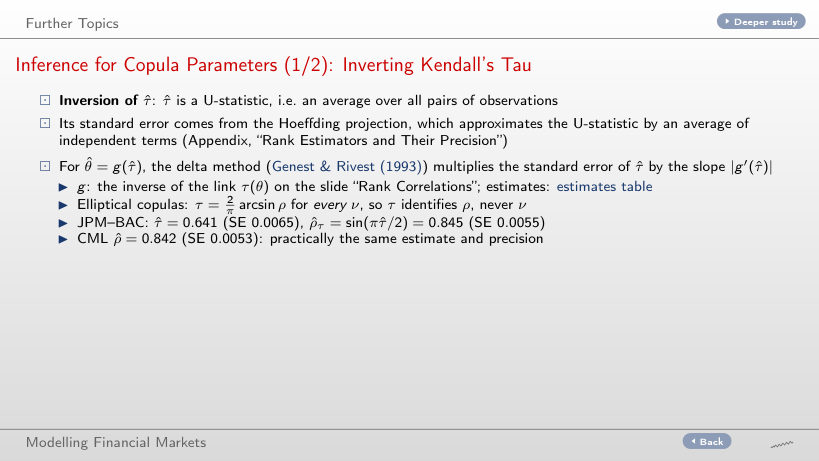 Further Topics
Deeper study
Inference for Copula Parameters (1/2): Inverting Kendall's Tau
Inversion of τ̂: τ̂ is a U-statistic, i.e. an average over all pairs of observations
Its standard error comes from the Hoeffding projection, which approximates the U-statistic by an average of
independent terms (Appendix, “Rank Estimators and Their Precision”)
For θ̂ = g(τ̂), the delta method (Genest & Rivest (1993)) multiplies the standard error of τ̂ by the slope |g′(τ̂)|
g: the inverse of the link τ(θ) on the slide “Rank Correlations”; estimates: estimates table
Elliptical copulas: τ = 2/π arcsin ρ for every ν, so τ identifies ρ, never ν
JPM–BAC: τ̂ = 0.641 (SE 0.0065), ρ̂τ = sin(πτ̂/2) = 0.845 (SE 0.0055)
CML ρ̂ = 0.842 (SE 0.0053): practically the same estimate and precision
Modelling Financial Markets
Back